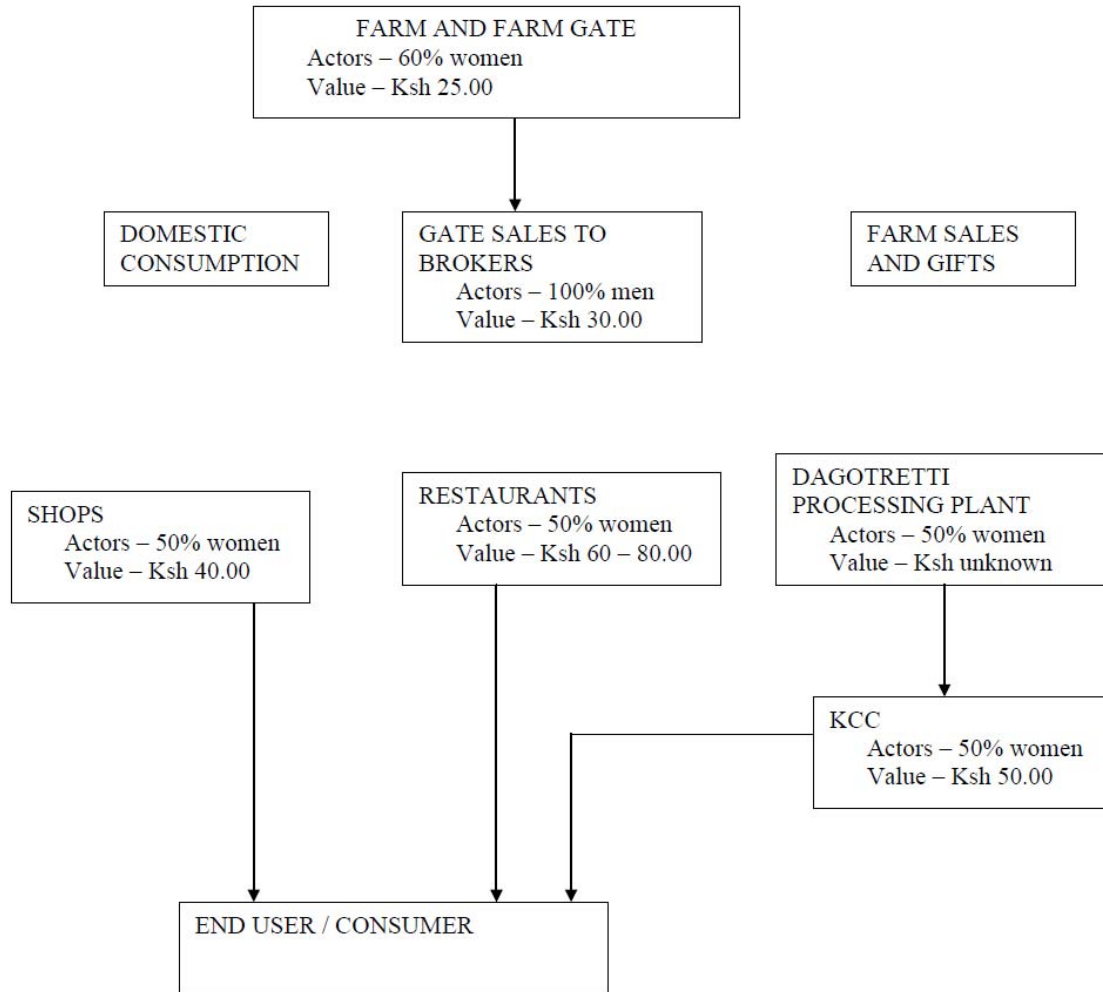 FARM AND FARM GATE
Actors – 60% women
Value – Ksh 25.00
DOMESTIC
CONSUMPTION
GATE SALES TO
BROKERS
Actors – 100% men
Value – Ksh 30.00
FARM SALES
AND GIFTS
SHOPS
Actors – 50% women
Value – Ksh 40.00
RESTAURANTS
Actors – 50% women
Value – Ksh 60 – 80.00
DAGOTRETTI
PROCESSING PLANT
Actors – 50% women
Value – Ksh unknown
KCC
Actors – 50% women
Value – Ksh 50.00
END USER / CONSUMER